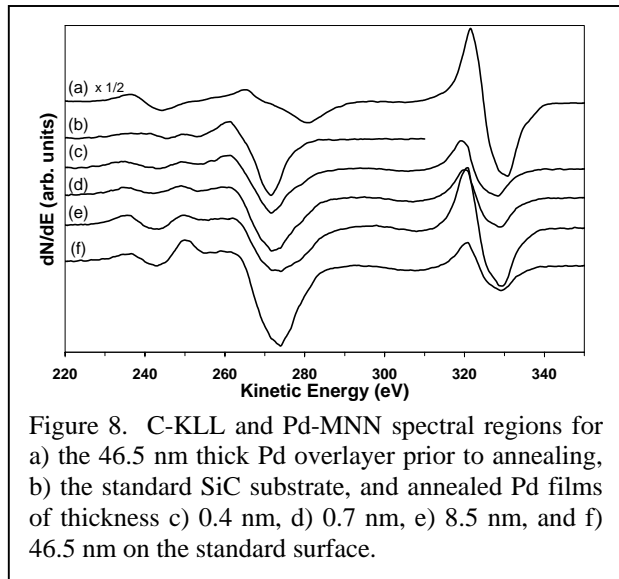 (a) x 1/2
(b)
(c)
(d)
(e)
(f)
dN/dE (arb. units)
220 240 260 280 300 320 340
Kinetic Energy (eV)
Figure 8. C-KLL and Pd-MNN spectral regions for
a) the 46.5 nm thick Pd overlayer prior to annealing,
b) the standard SiC substrate, and annealed Pd films
of thickness c) 0.4 nm, d) 0.7 nm, e) 8.5 nm, and f)
46.5 nm on the standard surface.